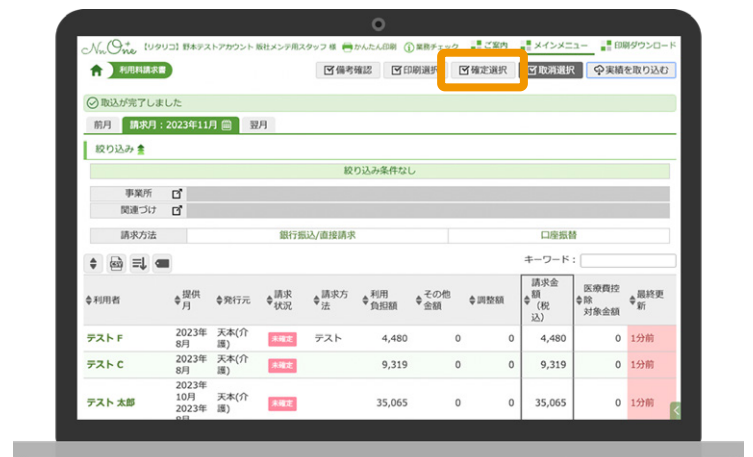 NnOne 【リタリコ】野本テストアカウント 販社メンテ用スタッフ 様 かんたん印刷 業務チェック ご案内 メインメニュー 印刷ダウンロード
利用料請求書 備考確認 印刷選択 確定選択 取消選択 実績を取り込む
取込が完了しました
前月 請求月:2023年11月 翌月
絞り込み
絞り込み条件なし
事業所
関連づけ
請求方法 銀行振込/直接請求 口座振替
キーワード:
利用者 提供月 発行元 請求状況 請求方法 利用負担額 その他金額 調整額 請求金額(税込) 医療費控除対象金額 最終更新
テスト F 2023年8月 天本(介護) 未確定 テスト 4,480 0 0 4,480 0 1分前
テスト C 2023年8月 天本(介護) 未確定 9,319 0 0 9,319 0 1分前
テスト 太郎 2023年10月 2023年 天本(介護) 未確定 35,065 0 0 35,065 0 1分前